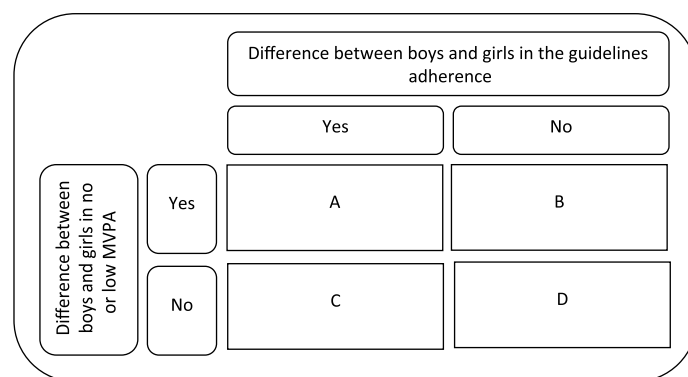 Difference between boys and girls in the guidelines
adherence
Yes
No
Difference between
boys and girls in no
or low MVPA
Yes
A
B
No
C
D